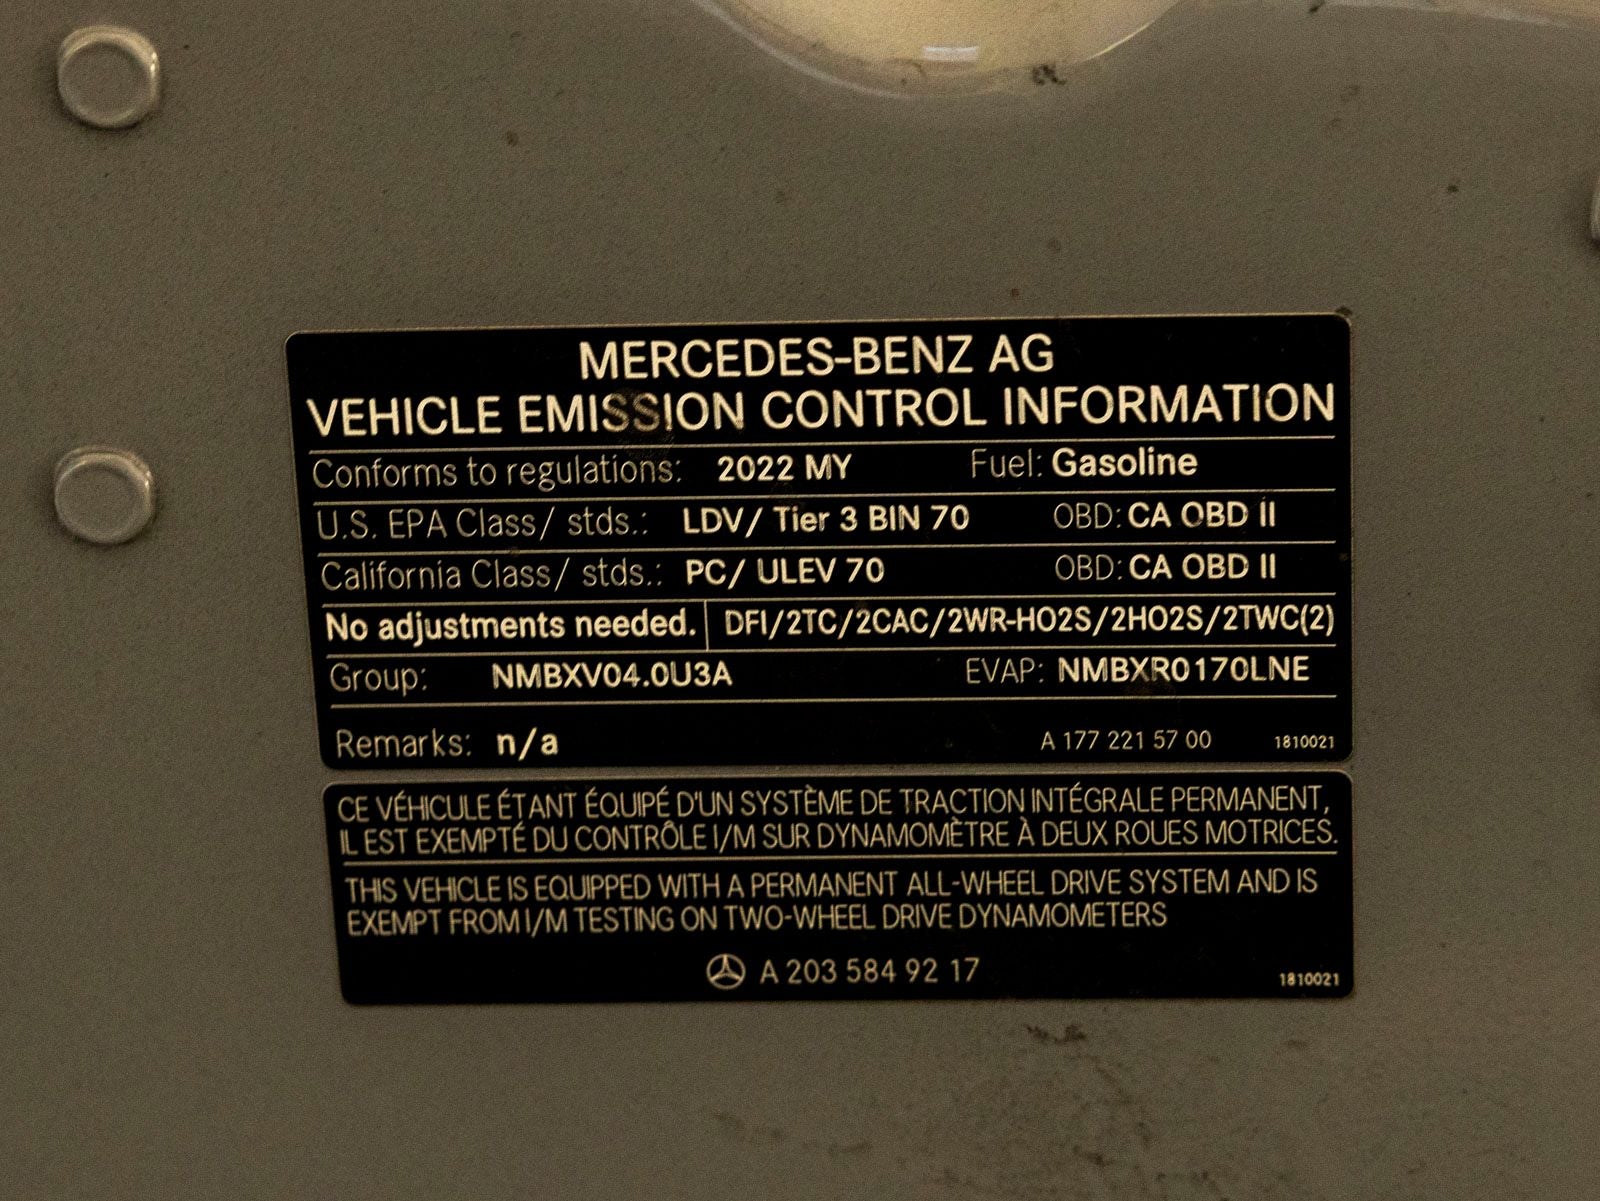 MERCEDES-BENZ AG
VEHICLE EMISSION CONTROL INFORMATION
Conforms to regulations: 2022 MY Fuel: Gasoline
U.S. EPA Class/ stds.: LDV/ Tier 3 BIN 70 OBD: CA OBD II
California Class/ stds.: PC/ ULEV 70 OBD: CA OBD II
No adjustments needed. DFI/2TC/2CAC/2WR-HO2S/2HO2S/2TWC(2)
Group: NMBXV04.0U3A EVAP: NMBXR0170LNE
Remarks: n/a A 177 221 57 00 1810021
CE VÉHICULE ÉTANT ÉQUIPÉ D'UN SYSTÈME DE TRACTION INTÉGRALE PERMANENT,
IL EST EXEMPTÉ DU CONTRÔLE I/M SUR DYNAMOMÈTRE À DEUX ROUES MOTRICES.
THIS VEHICLE IS EQUIPPED WITH A PERMANENT ALL-WHEEL DRIVE SYSTEM AND IS
EXEMPT FROM I/M TESTING ON TWO-WHEEL DRIVE DYNAMOMETERS
A 203 584 92 17 1810021